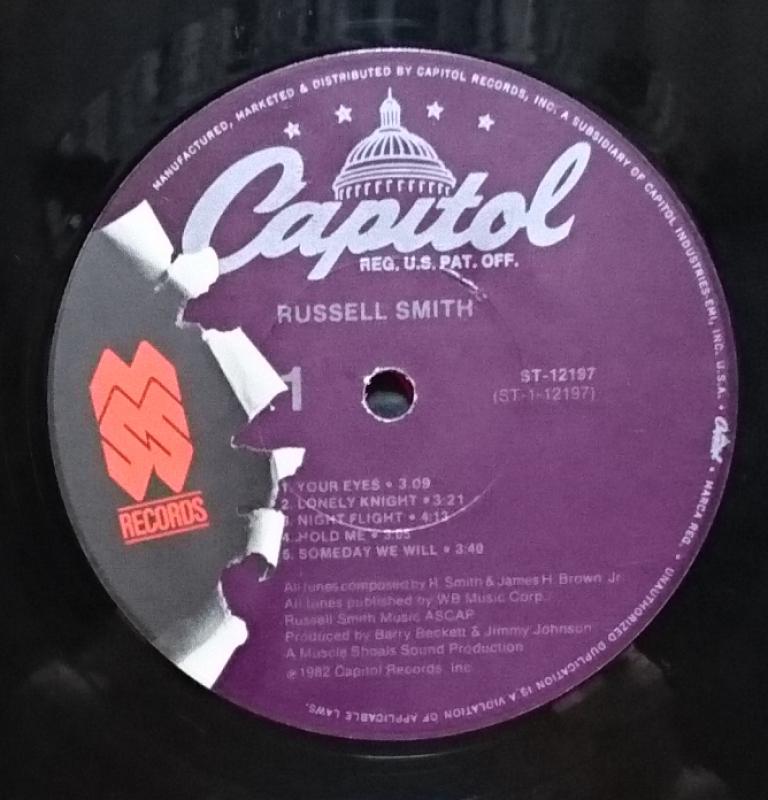 MANUFACTURED, MARKETED & DISTRIBUTED BY CAPITOL RECORDS, INC. A SUBSIDIARY OF CAPITOL INDUSTRIES-EMI, INC. U.S.A. • Capitol • MARCA REG. • UNAUTHORIZED DUPLICATION IS A VIOLATION OF APPLICABLE LAWS.
Capitol
REG. U.S. PAT. OFF.
RUSSELL SMITH
1
ST-12197
(ST-1-12197)
MSS
RECORDS
1. YOUR EYES • 3:09
2. LONELY KNIGHT • 3:21
3. NIGHT FLIGHT • 4:13
4. HOLD ME • 3:05
5. SOMEDAY WE WILL • 3:40
All tunes composed by R. Smith & James H. Brown Jr
All tunes published by WB Music Corp.
Russell Smith Music ASCAP
Produced by Barry Beckett & Jimmy Johnson
A Muscle Shoals Sound Production
℗ 1982 Capitol Records, Inc.